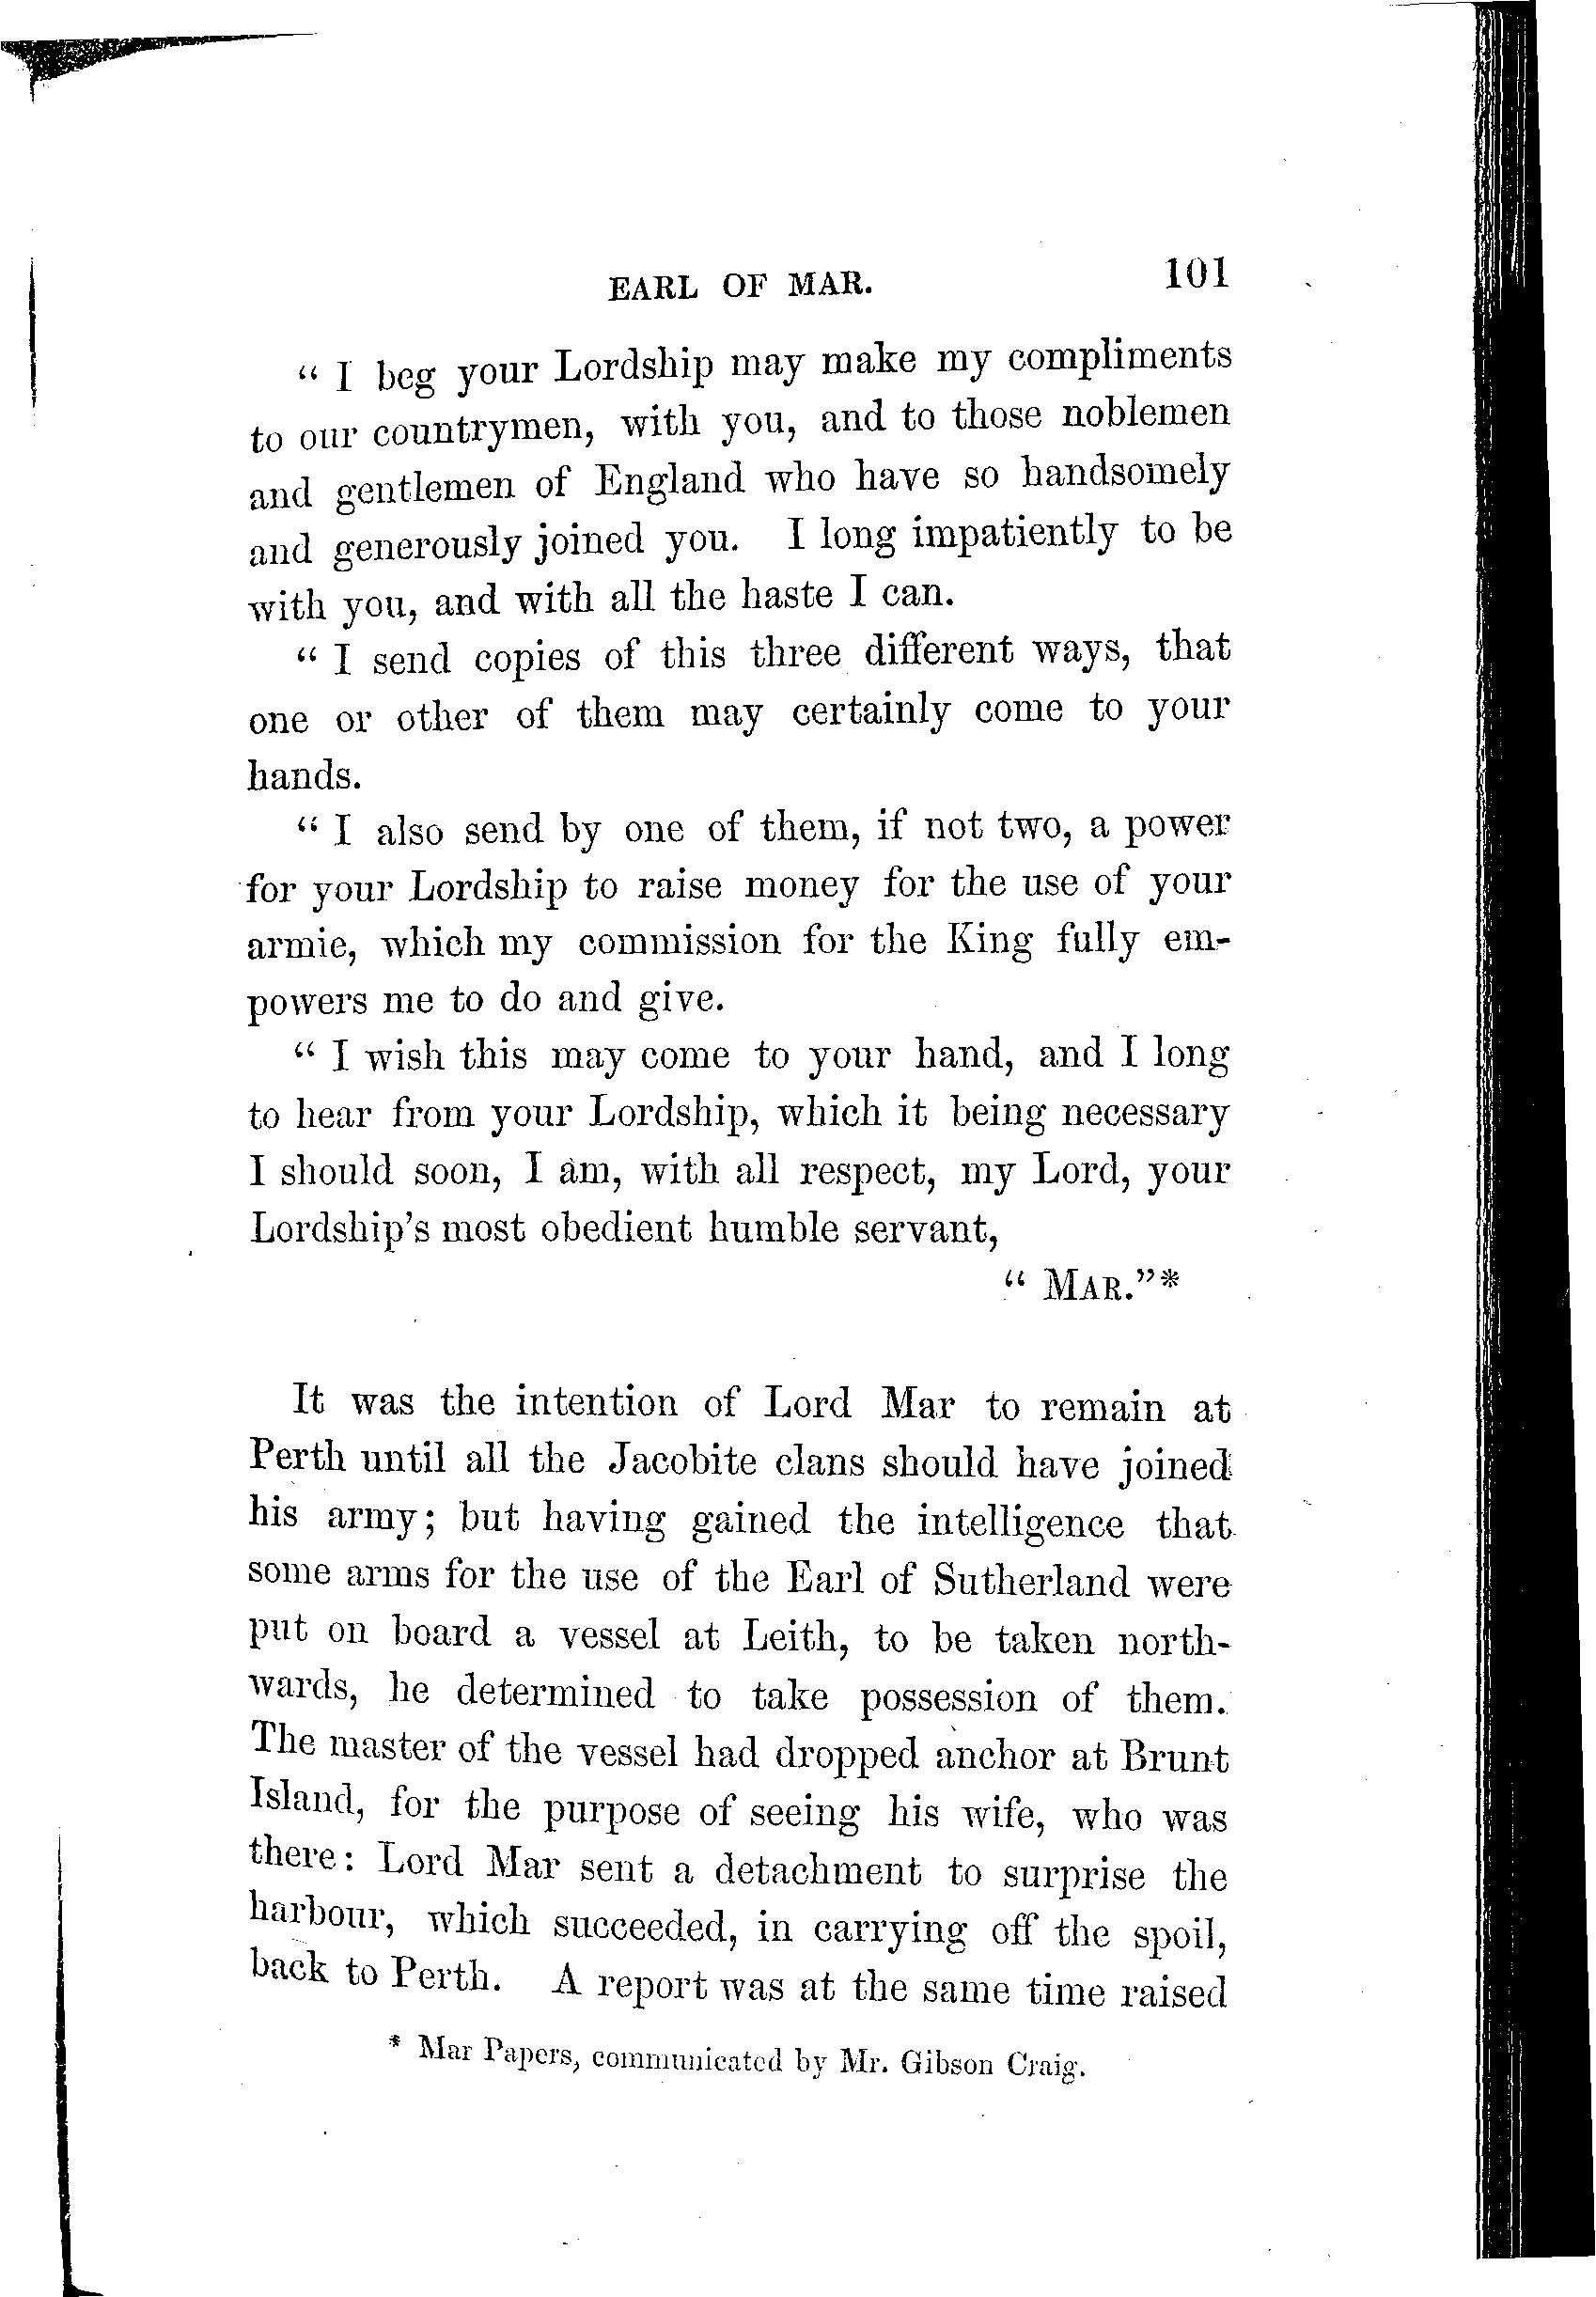 EARL OF MAR. 101
“ I beg your Lordship may make my compliments
to our countrymen, with you, and to those noblemen
and gentlemen of England who have so handsomely
and generously joined you. I long impatiently to be
with you, and with all the haste I can.
“ I send copies of this three different ways, that
one or other of them may certainly come to your
hands.
“ I also send by one of them, if not two, a power
for your Lordship to raise money for the use of your
armie, which my commission for the King fully em-
powers me to do and give.
“ I wish this may come to your hand, and I long
to hear from your Lordship, which it being necessary
I should soon, I am, with all respect, my Lord, your
Lordship's most obedient humble servant,
“ MAR.”*
It was the intention of Lord Mar to remain at
Perth until all the Jacobite clans should have joined
his army; but having gained the intelligence that
some arms for the use of the Earl of Sutherland were
put on board a vessel at Leith, to be taken north-
wards, he determined to take possession of them.
The master of the vessel had dropped anchor at Brunt
Island, for the purpose of seeing his wife, who was
there: Lord Mar sent a detachment to surprise the
harbour, which succeeded, in carrying off the spoil,
back to Perth. A report was at the same time raised
* Mar Papers, communicated by Mr. Gibson Craig.